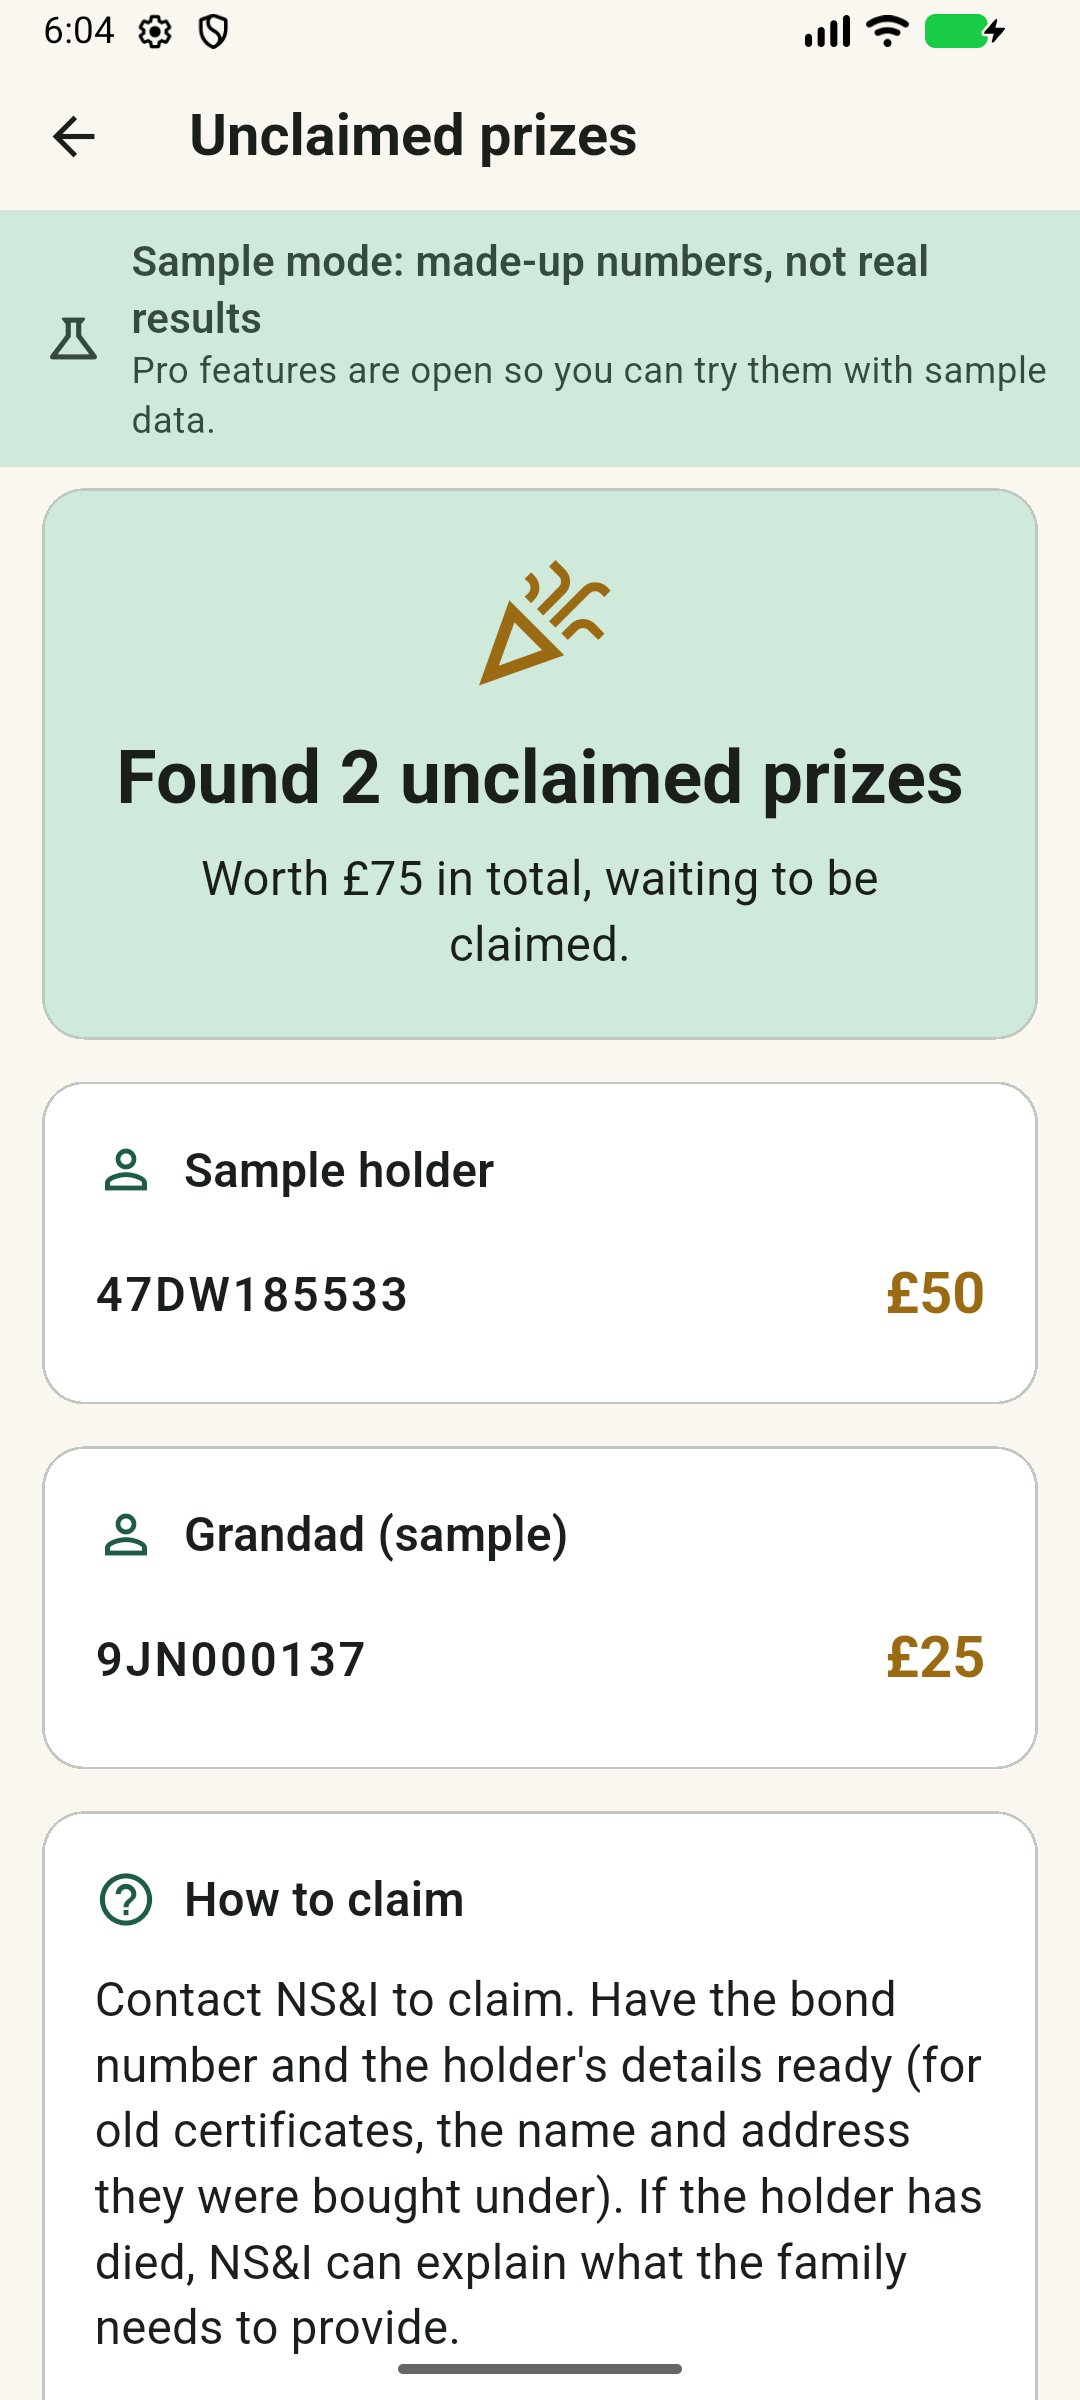 6:04
Unclaimed prizes
Sample mode: made-up numbers, not real
results
Pro features are open so you can try them with sample
data.
Found 2 unclaimed prizes
Worth £75 in total, waiting to be
claimed.
Sample holder
47DW185533
£50
Grandad (sample)
9JN000137
£25
How to claim
Contact NS&I to claim. Have the bond
number and the holder's details ready (for
old certificates, the name and address
they were bought under). If the holder has
died, NS&I can explain what the family
needs to provide.